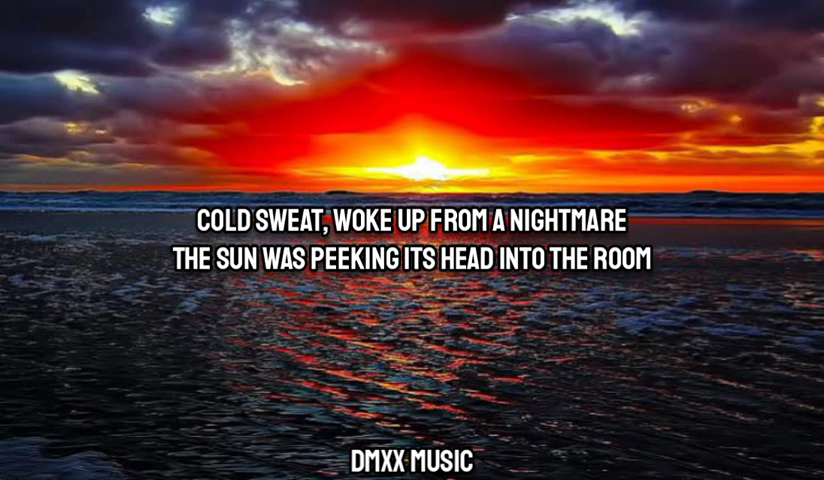 COLD SWEAT, WOKE UP FROM A NIGHTMARE
THE SUN WAS PEEKING ITS HEAD INTO THE ROOM
DMXX MUSIC